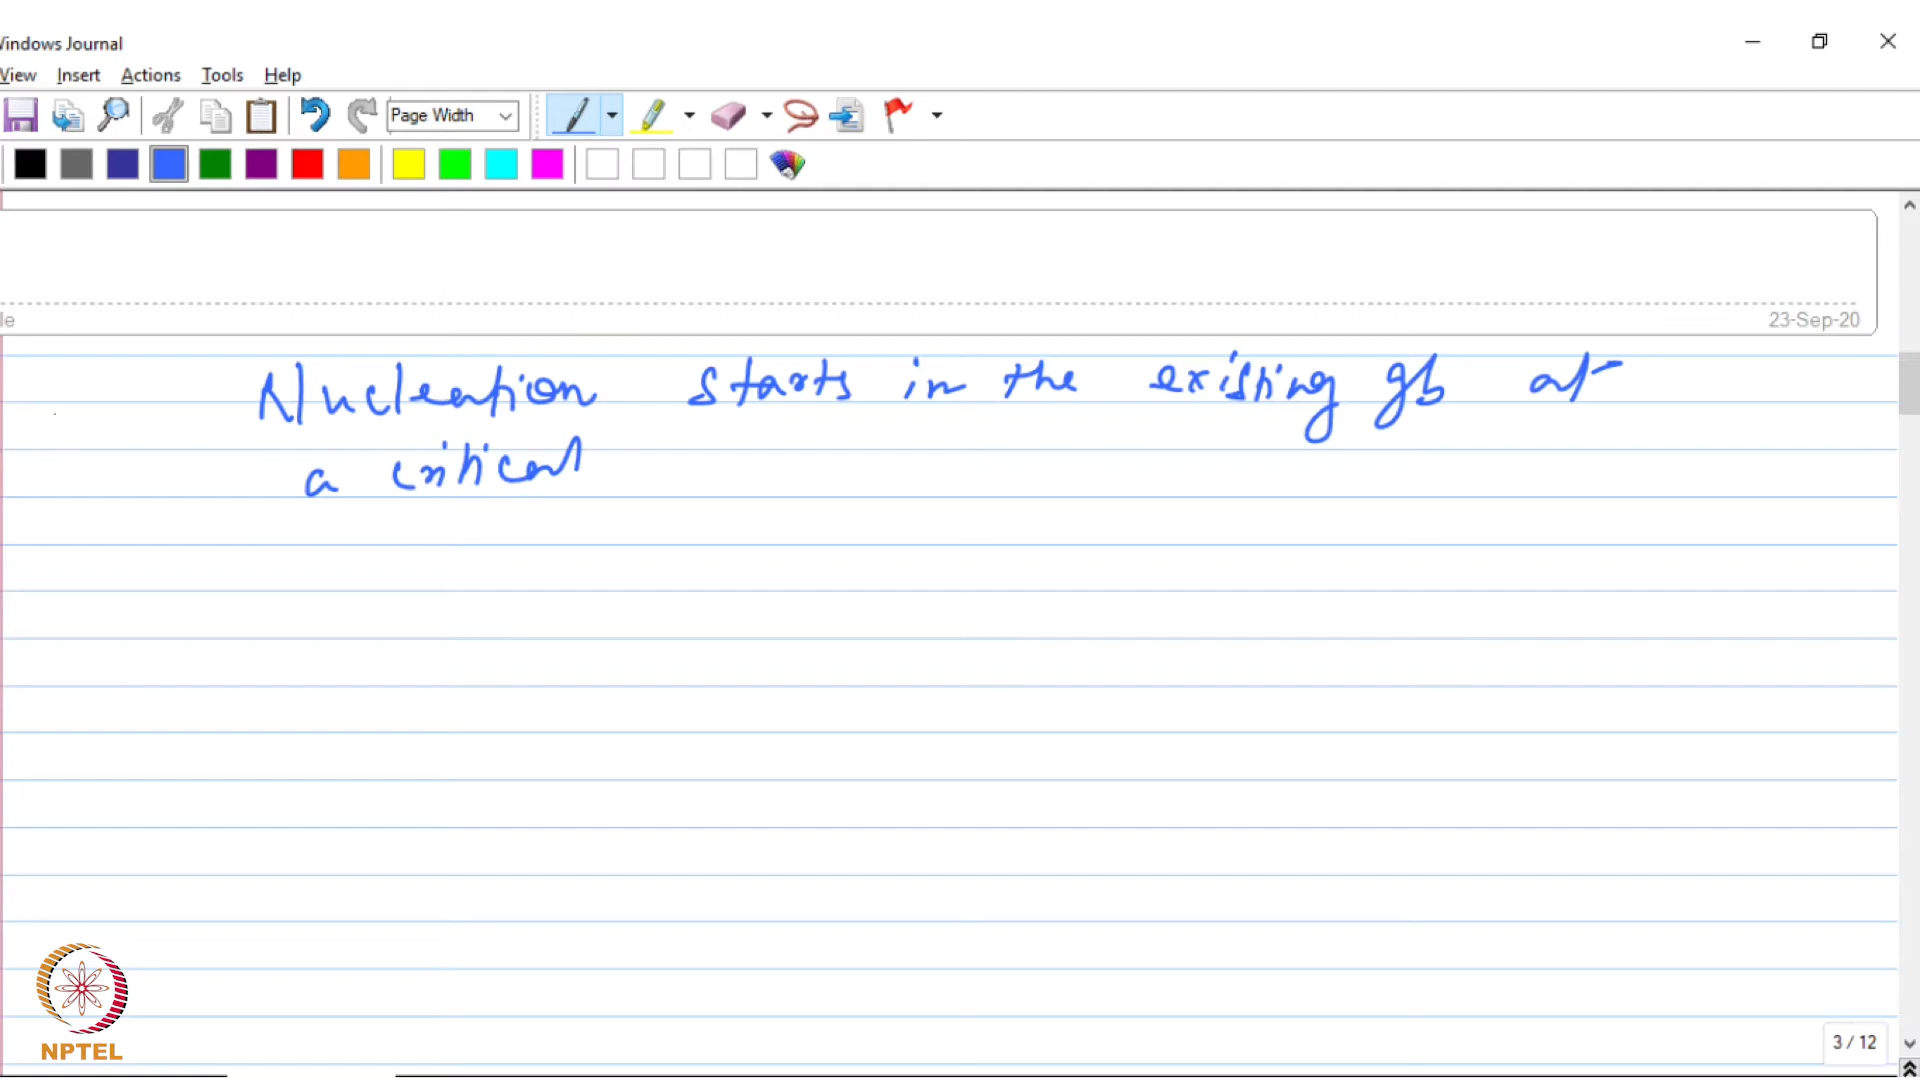 Windows Journal
View Insert Actions Tools Help
Page Width
23-Sep-20
Nucleation starts in the existing gb at
a critical
NPTEL
3 / 12